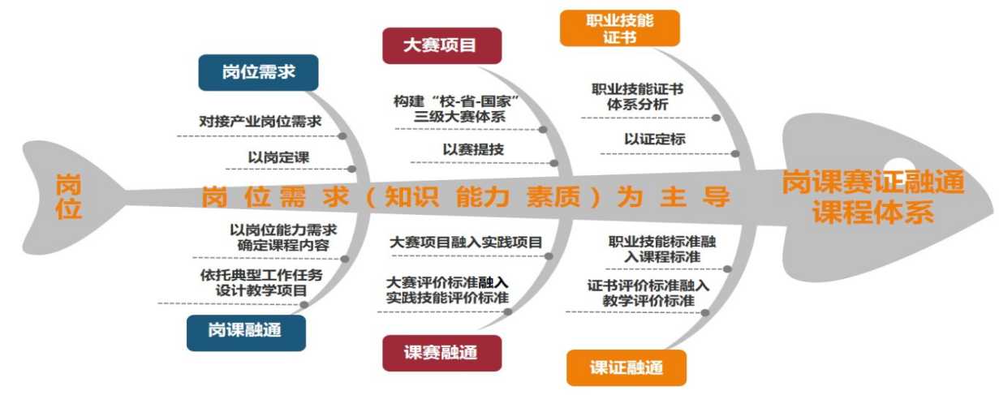 职业技能
证书
大赛项目
岗位需求
职业技能证书
体系分析
构建“校-省-国家”
三级大赛体系
对接产业岗位需求
以证定标
以赛提技
以岗定课
岗
位
岗位需求(知识 能力 素质)为主导
岗课赛证融通
课程体系
以岗位能力需求
确定课程内容
大赛项目融入实践项目
职业技能标准融
入课程标准
依托典型工作任务
设计教学项目
大赛评价标准融入
实践技能评价标准
证书评价标准融入
教学评价标准
岗课融通
课赛融通
课证融通